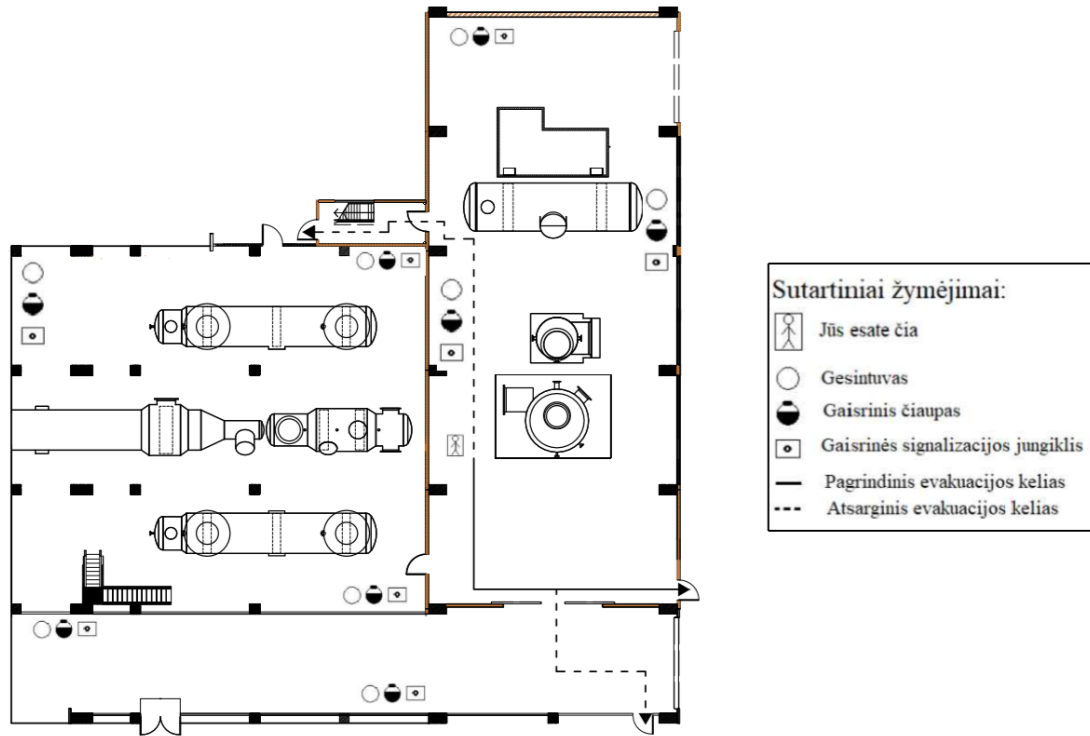 Sutartiniai žymėjimai:
Jūs esate čia
Gesintuvas
Gaisrinis čiaupas
Gaisrinės signalizacijos jungiklis
Pagrindinis evakuacijos kelias
Atsarginis evakuacijos kelias